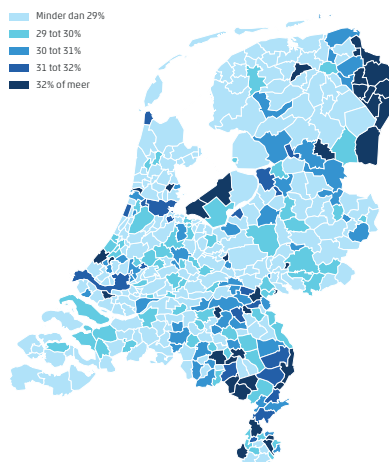 Minder dan 29%
29 tot 30%
30 tot 31%
31 tot 32%
32% of meer